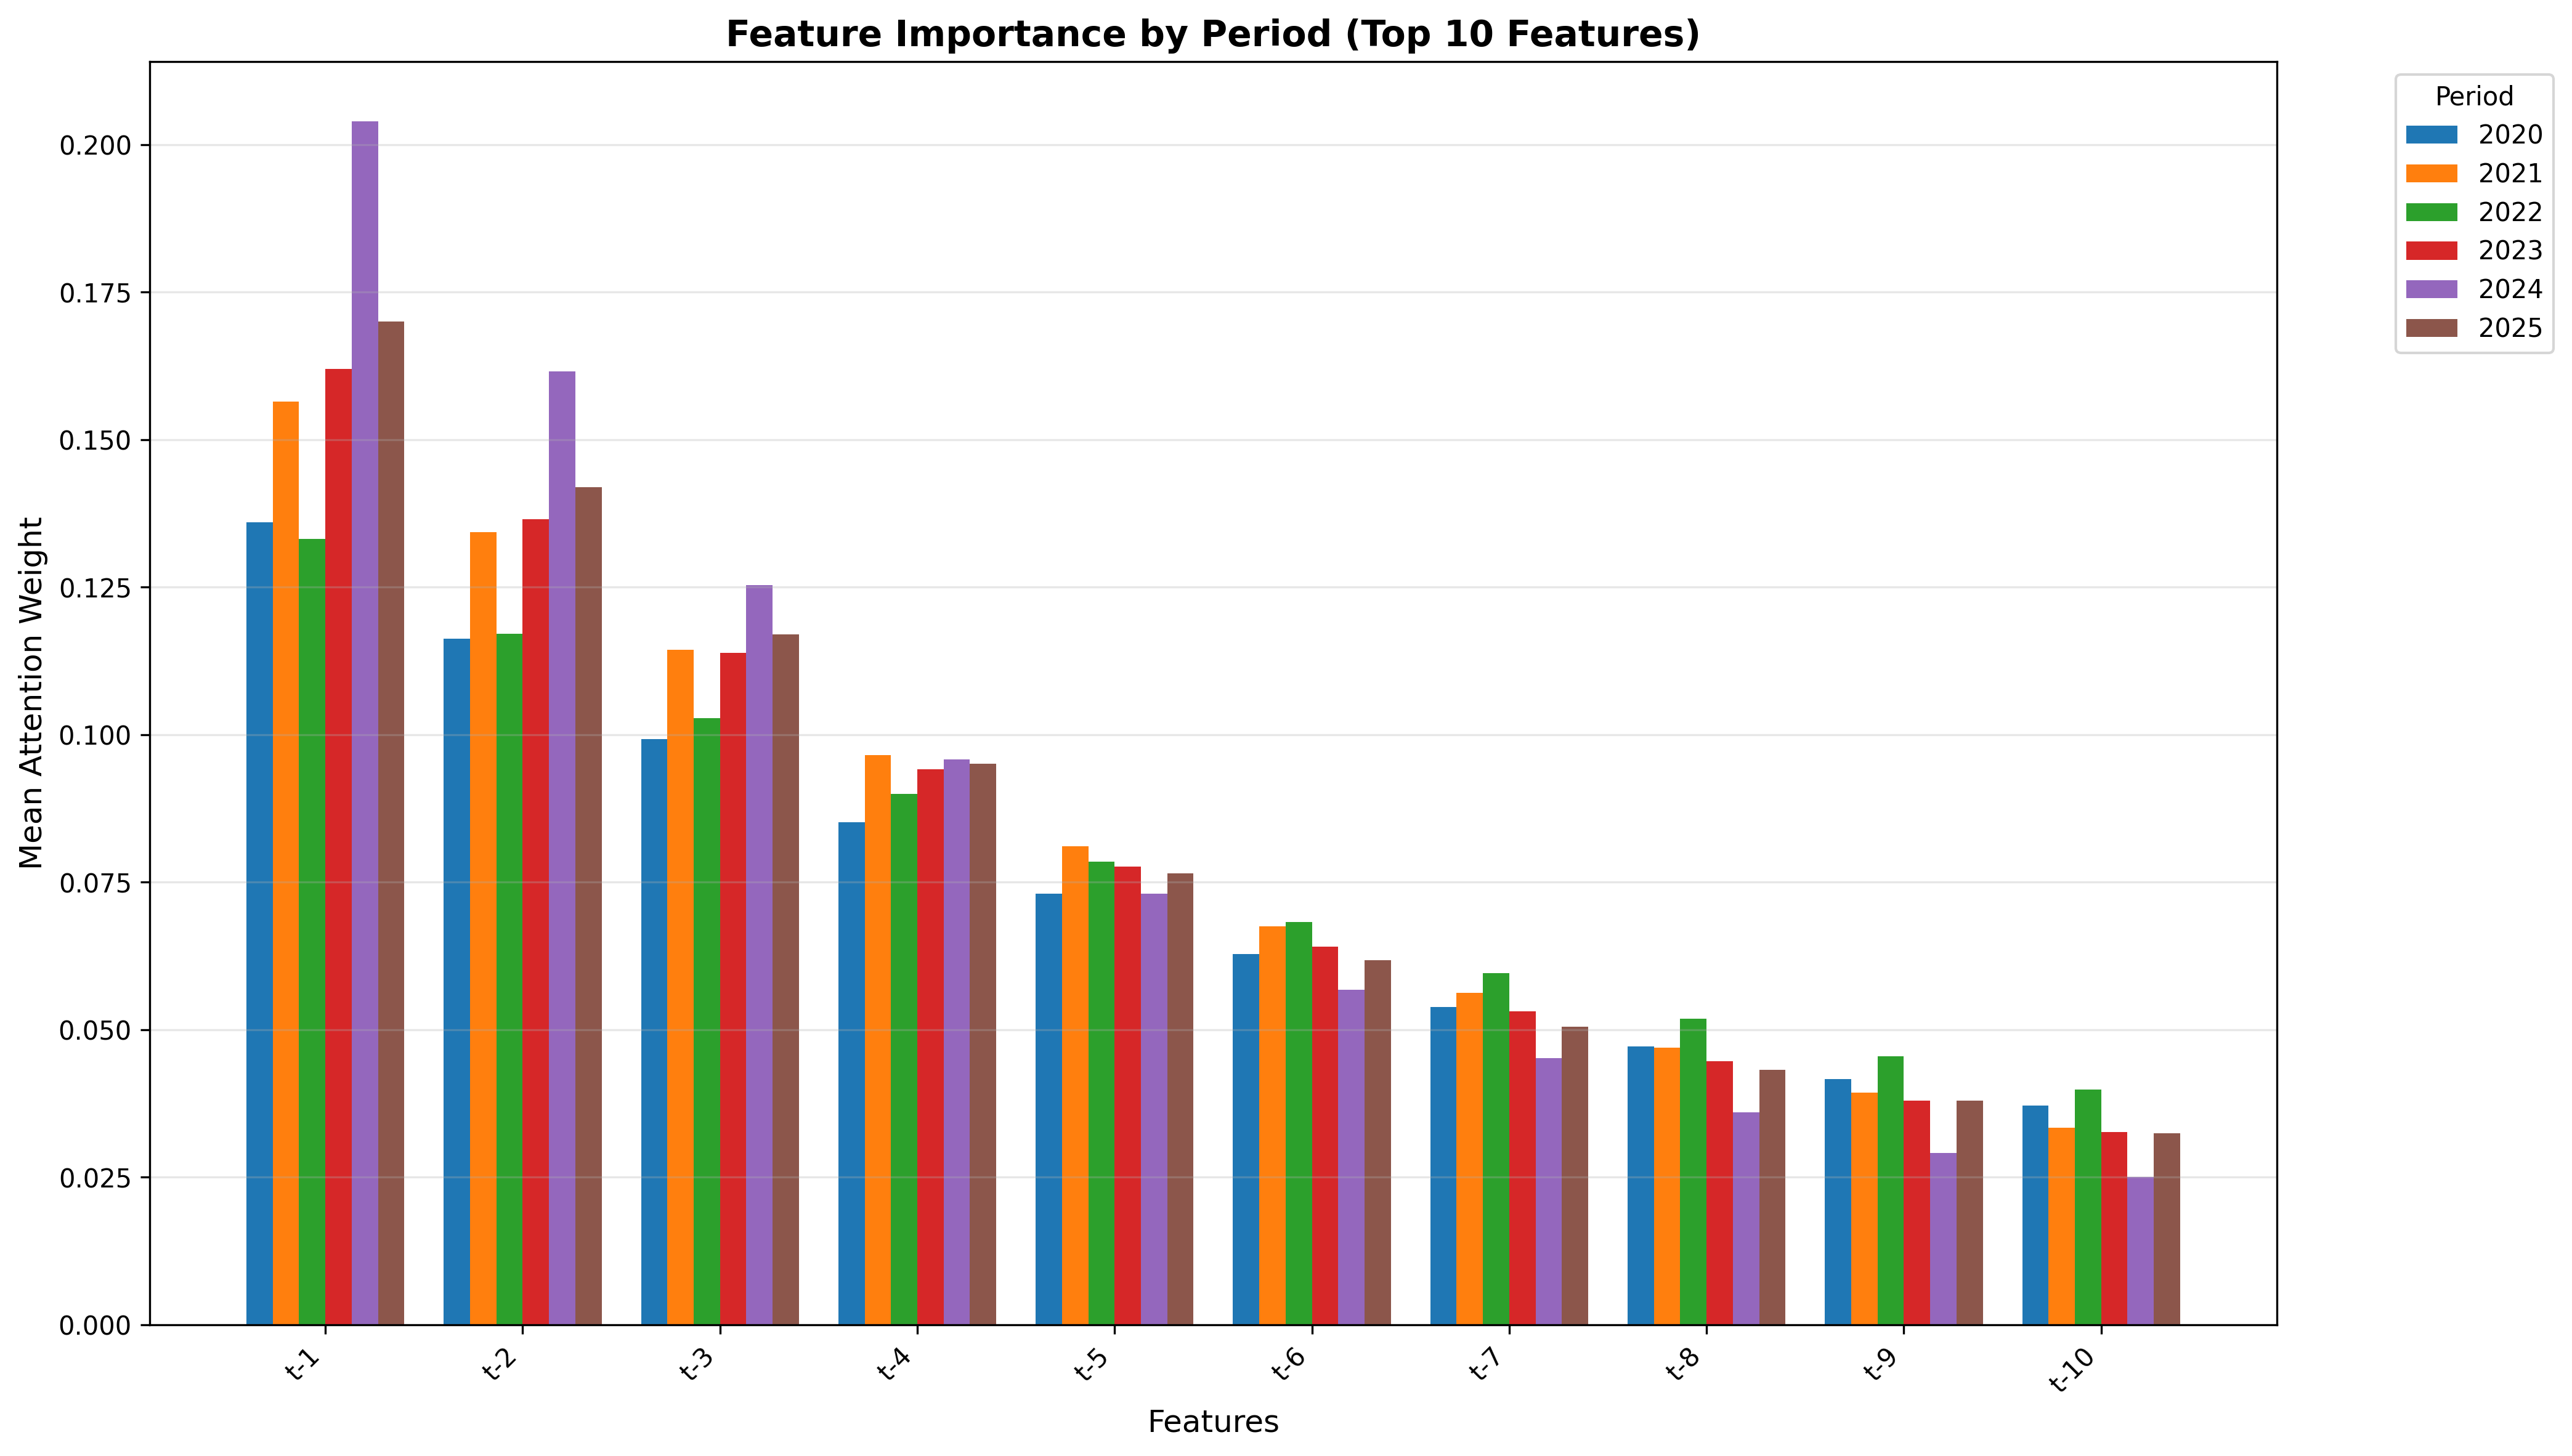 Feature Importance by Period (Top 10 Features)
Mean Attention Weight
0.200
0.175
0.150
0.125
0.100
0.075
0.050
0.025
0.000
t-1
t-2
t-3
t-4
t-5
t-6
t-7
t-8
t-9
t-10
Features
Period
2020
2021
2022
2023
2024
2025